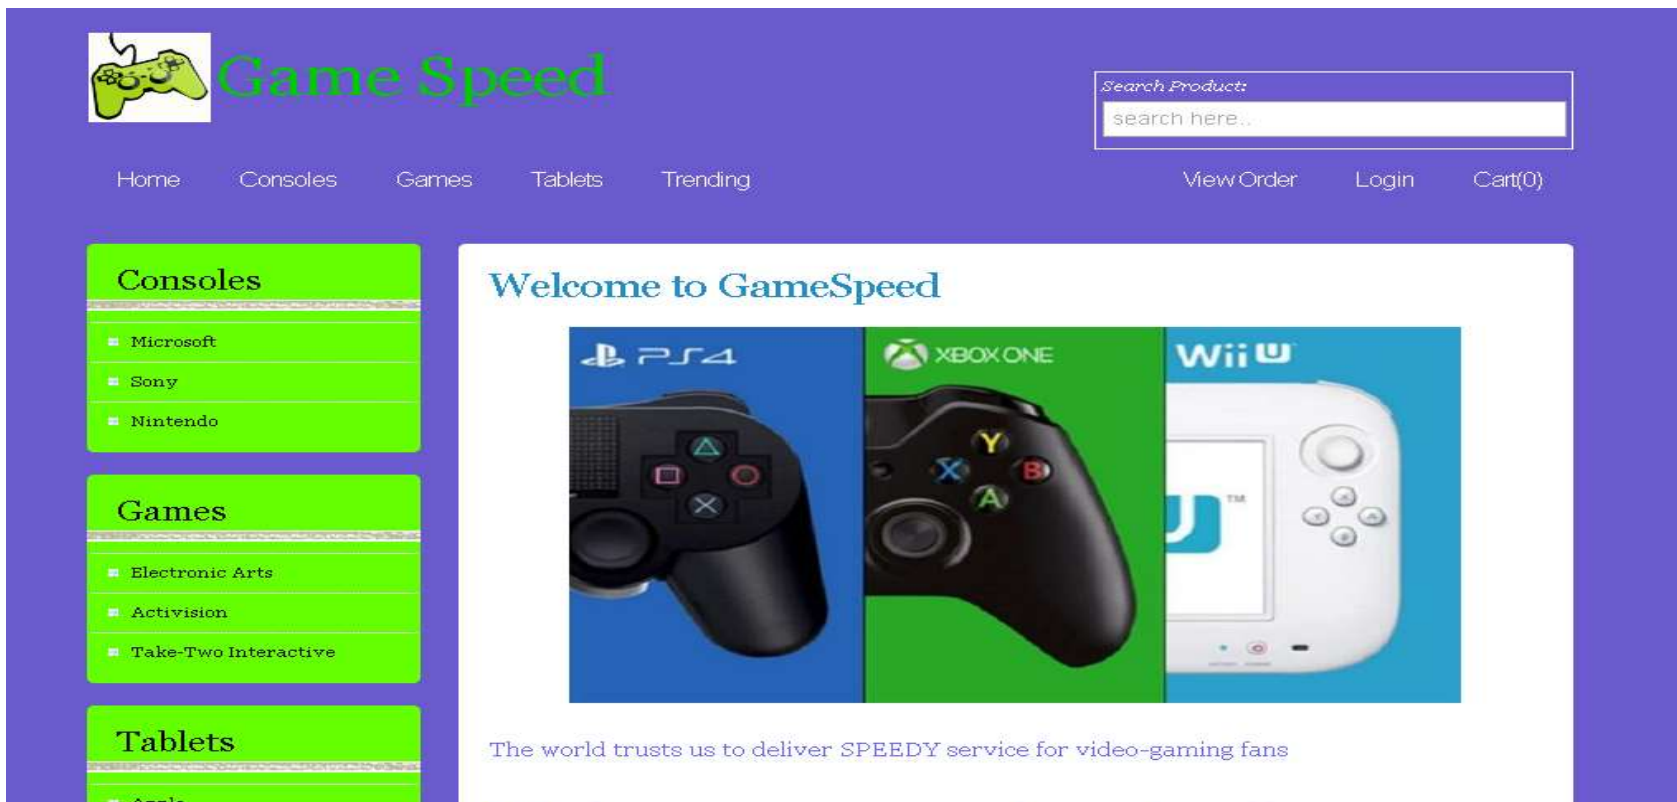 Game Speed
Search Product:
search here..
Home Consoles Games Tablets Trending View Order Login Cart(0)
Consoles
Microsoft
Sony
Nintendo
Games
Electronic Arts
Activision
Take-Two Interactive
Tablets
Apple
Welcome to GameSpeed
PS4
XBOX ONE
Wii U
Y
X
B
A
U
TM
The world trusts us to deliver SPEEDY service for video-gaming fans